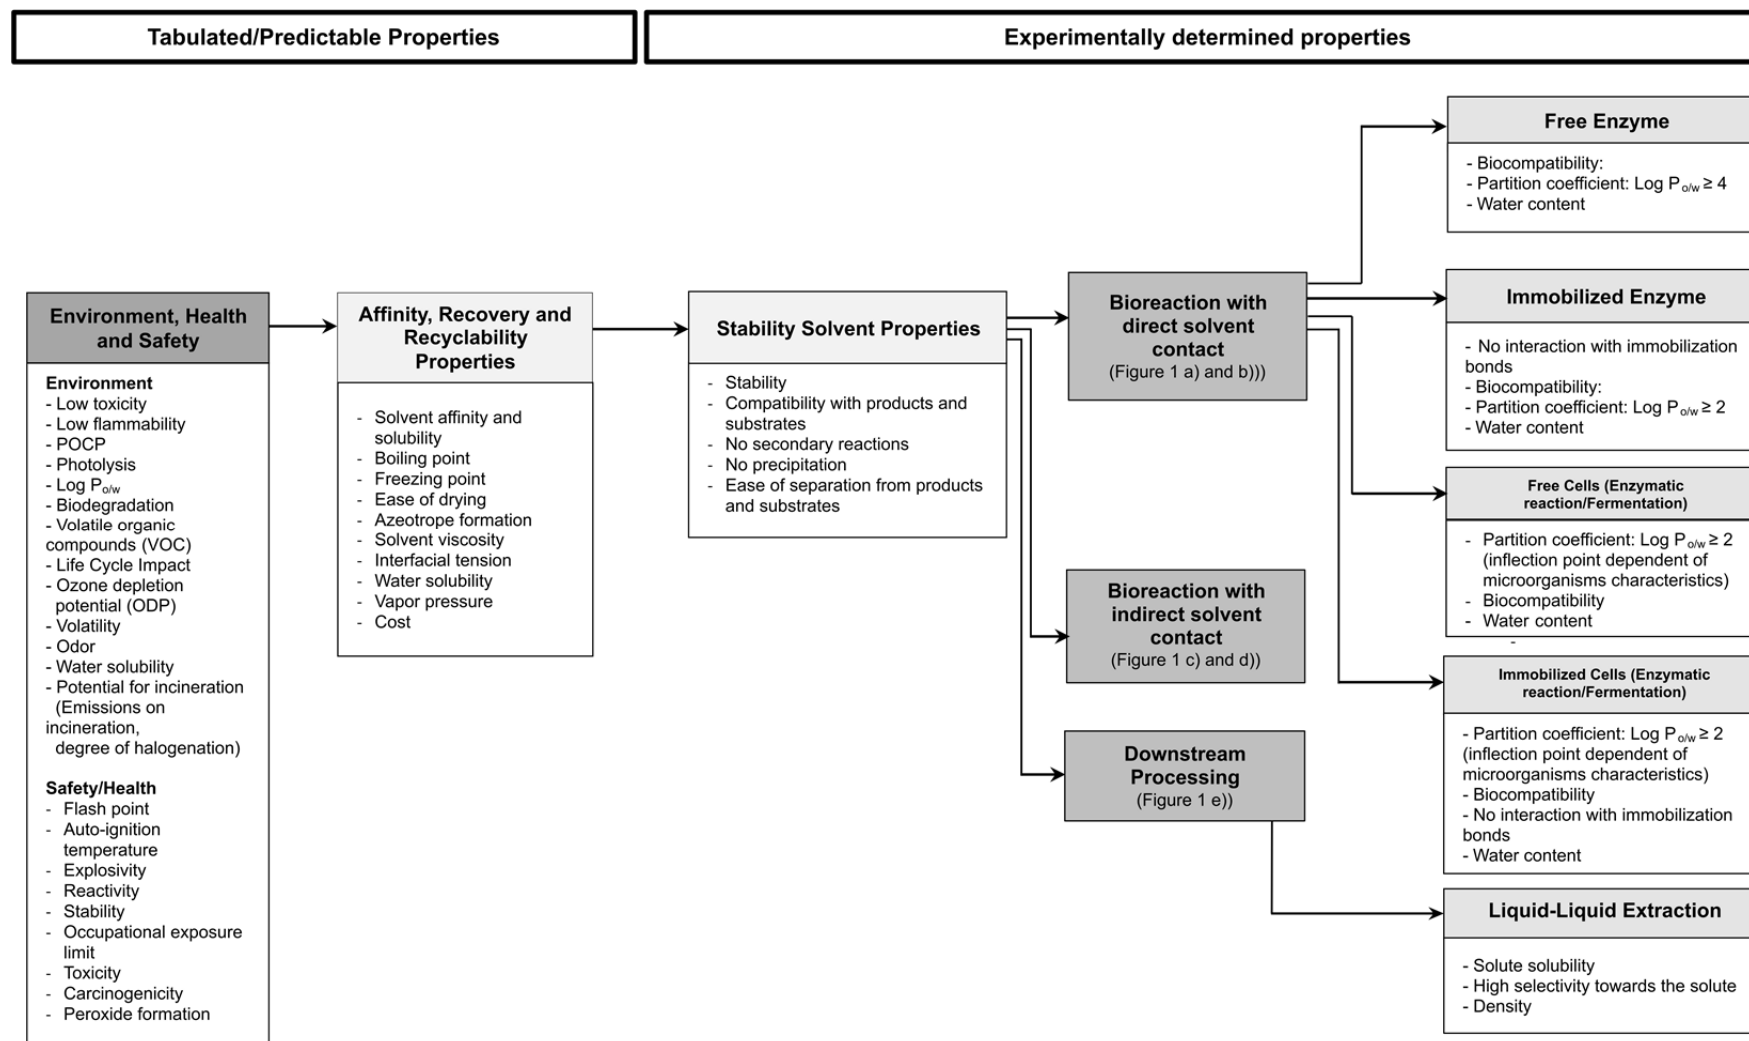 Tabulated/Predictable Properties
Experimentally determined properties
Environment, Health
and Safety
Environment
- Low toxicity
- Low flammability
- POCP
- Photolysis
- Log Po/w
- Biodegradation
- Volatile organic
compounds (VOC)
- Life Cycle Impact
- Ozone depletion
potential (ODP)
- Volatility
- Odor
- Water solubility
- Potential for incineration
(Emissions on
incineration,
degree of halogenation)
Safety/Health
- Flash point
- Auto-ignition
temperature
- Explosivity
- Reactivity
- Stability
- Occupational exposure
limit
- Toxicity
- Carcinogenicity
- Peroxide formation
Affinity, Recovery and
Recyclability
Properties
- Solvent affinity and
solubility
- Boiling point
- Freezing point
- Ease of drying
- Azeotrope formation
- Solvent viscosity
- Interfacial tension
- Water solubility
- Vapor pressure
- Cost
Stability Solvent Properties
- Stability
- Compatibility with products and
substrates
- No secondary reactions
- No precipitation
- Ease of separation from products
and substrates
Bioreaction with
direct solvent
contact
(Figure 1 a) and b)))
Bioreaction with
indirect solvent
contact
(Figure 1 c) and d))
Downstream
Processing
(Figure 1 e))
Free Enzyme
- Biocompatibility:
- Partition coefficient: Log P o/w ≥ 4
- Water content
Immobilized Enzyme
- No interaction with immobilization
bonds
- Biocompatibility:
- Partition coefficient: Log P o/w ≥ 2
- Water content
Free Cells (Enzymatic
reaction/Fermentation)
- Partition coefficient: Log P o/w ≥ 2
(inflection point dependent of
microorganisms characteristics)
- Biocompatibility
- Water content
-
Immobilized Cells (Enzymatic
reaction/Fermentation)
- Partition coefficient: Log P o/w ≥ 2
(inflection point dependent of
microorganisms characteristics)
- Biocompatibility
- No interaction with immobilization
bonds
- Water content
Liquid-Liquid Extraction
- Solute solubility
- High selectivity towards the solute
- Density